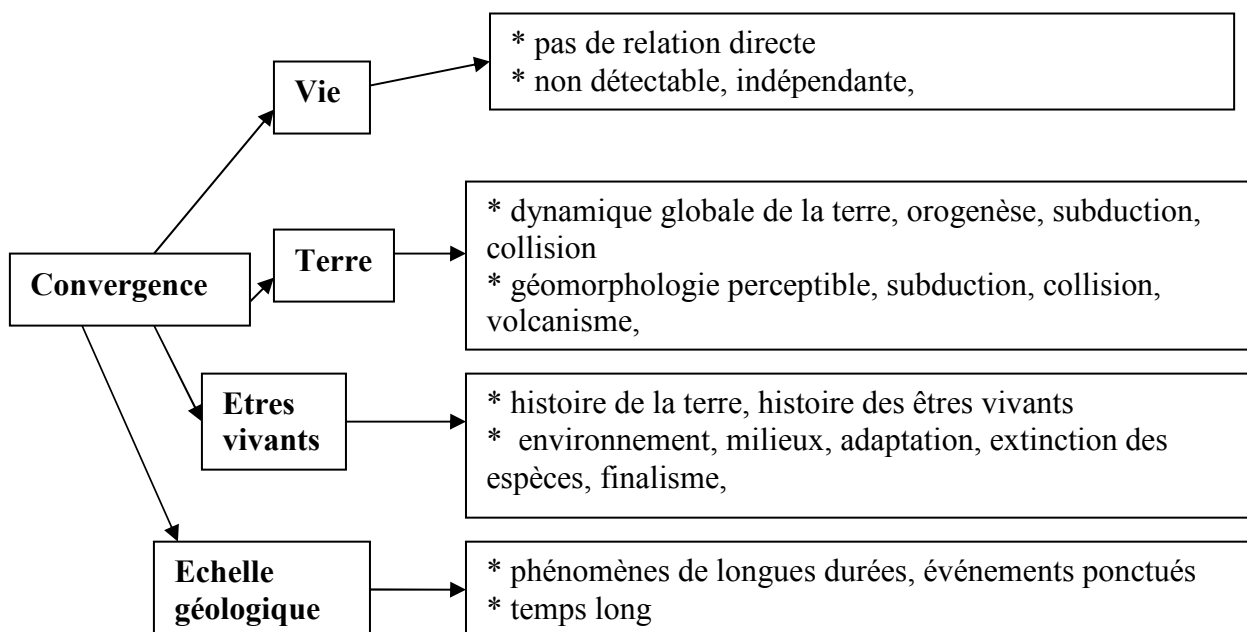 * pas de relation directe
* non détectable, indépendante,
Vie
* dynamique globale de la terre, orogenèse, subduction,
collision
* géomorphologie perceptible, subduction, collision,
volcanisme,
Terre
Convergence
Etres
vivants
* histoire de la terre, histoire des êtres vivants
* environnement, milieux, adaptation, extinction des
espèces, finalisme,
Echelle
géologique
* phénomènes de longues durées, événements ponctués
* temps long